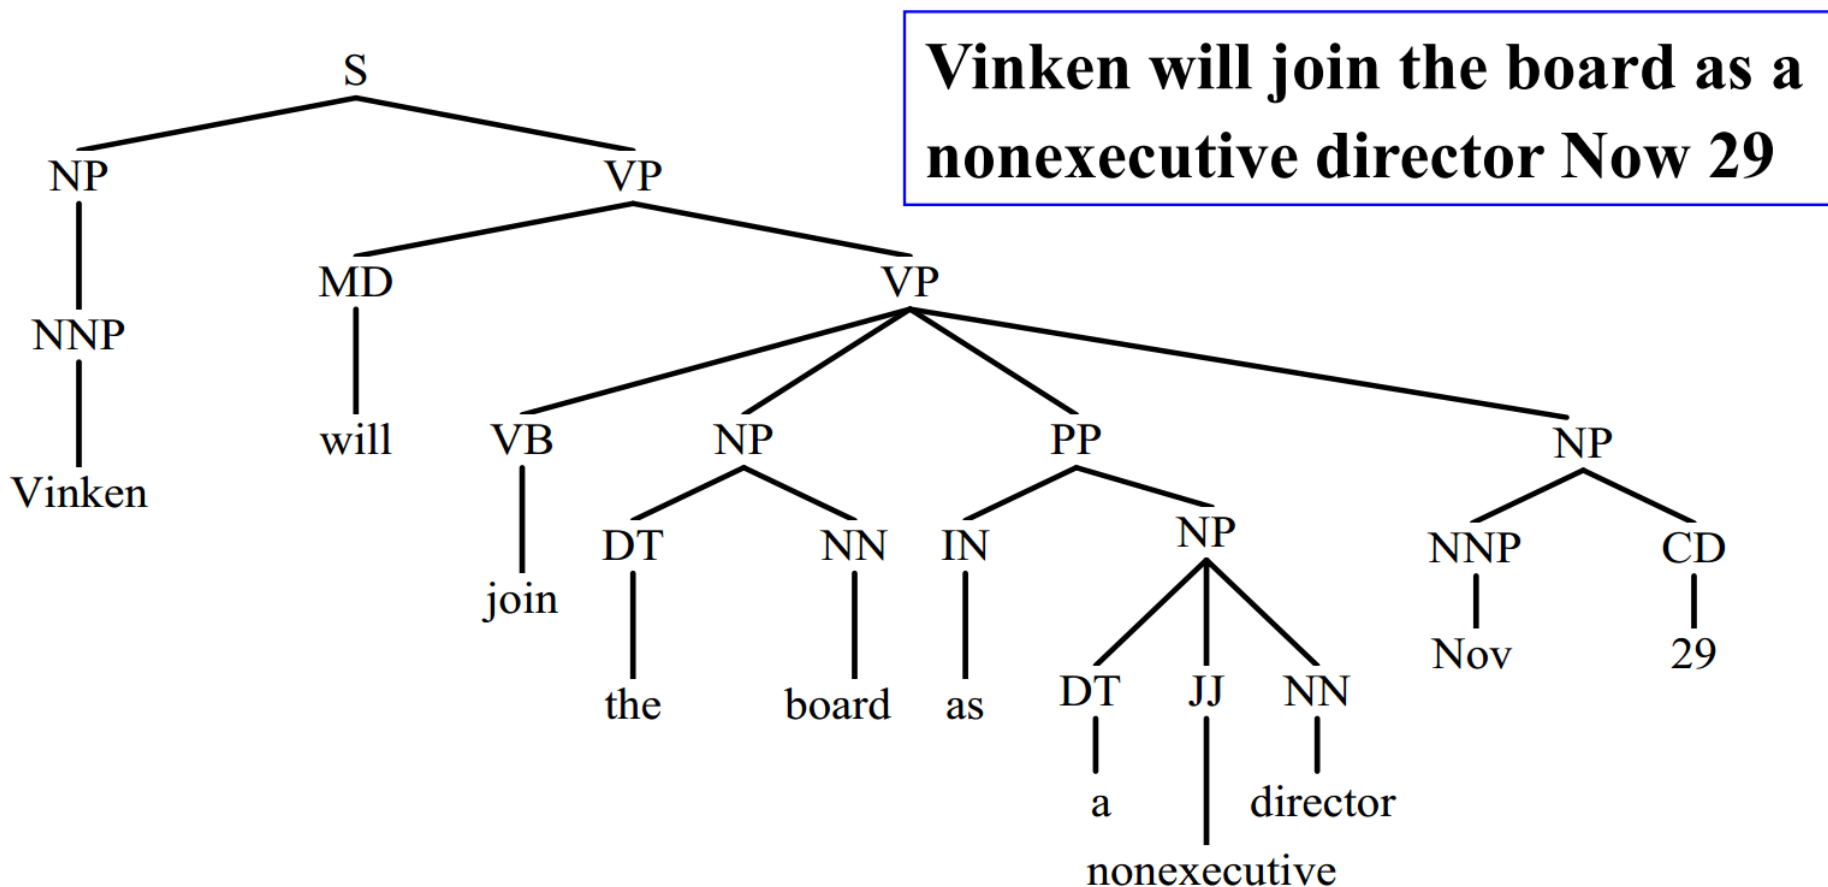 Vinken will join the board as a
nonexecutive director Now 29
S
NP VP
MD VP
NNP
will VB NP PP NP
Vinken
DT NN IN NP NNP CD
join
Nov 29
the board as DT JJ NN
a director
nonexecutive